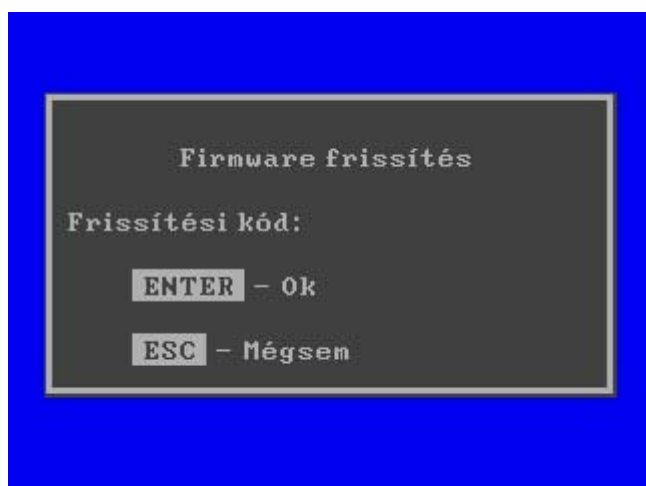 Firmware frissítés
Frissítési kód:
ENTER – Ok
ESC – Mégsem